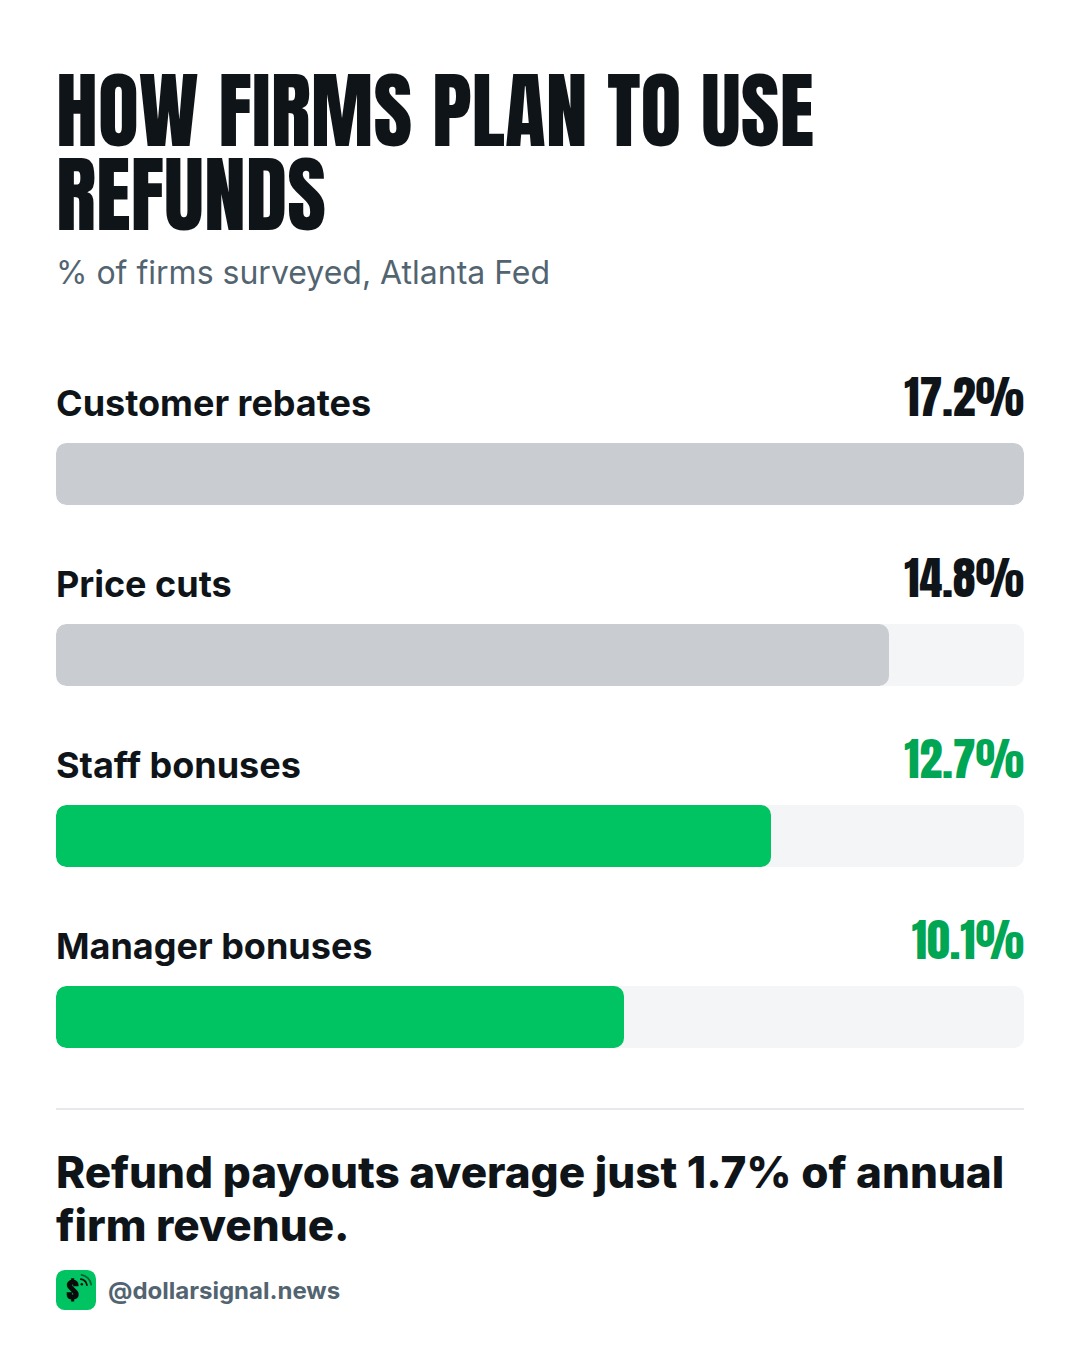 HOW FIRMS PLAN TO USE
REFUNDS
% of firms surveyed, Atlanta Fed
Customer rebates 17.2%
Price cuts 14.8%
Staff bonuses 12.7%
Manager bonuses 10.1%
Refund payouts average just 1.7% of annual
firm revenue.
$ @dollarsignal.news